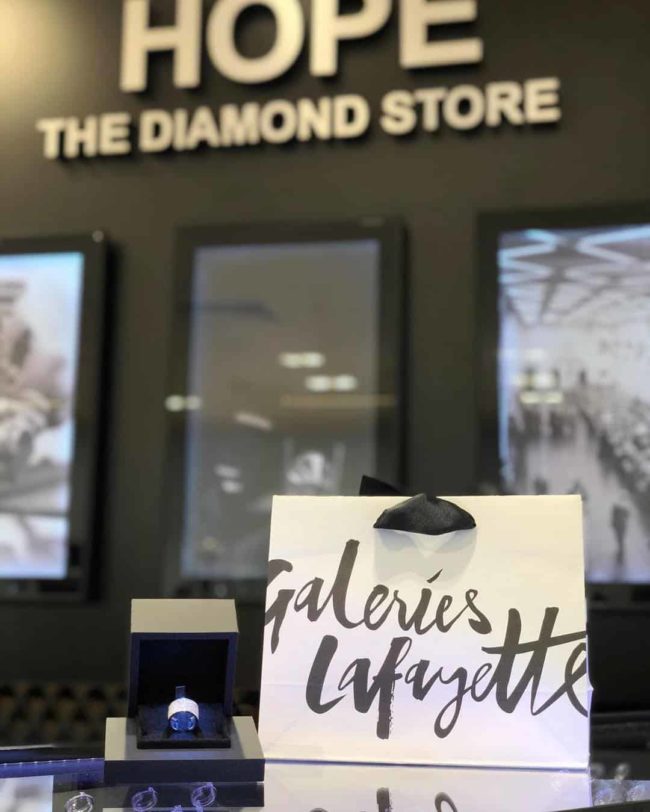 HOPE
THE DIAMOND STORE
Galeries
Lafayette